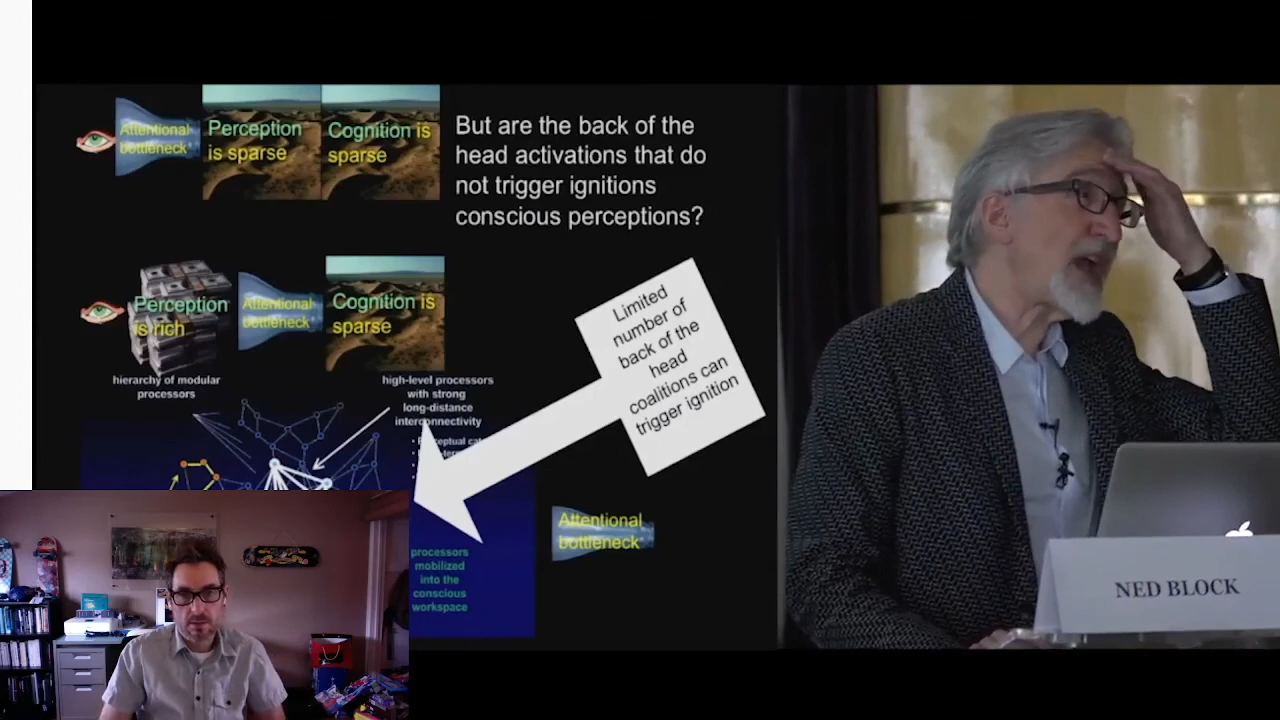 Attentional
bottleneck
Perception
is sparse
Cognition is
sparse
But are the back of the
head activations that do
not trigger ignitions
conscious perceptions?
Perception
is rich
Attentional
bottleneck
Cognition is
sparse
Limited
number of
back of the
head
coalitions can
trigger ignition
hierarchy of modular
processors
high-level processors
with strong
long-distance
interconnectivity
Attentional
bottleneck
processors
mobilized
into the
conscious
workspace
NED BLOCK